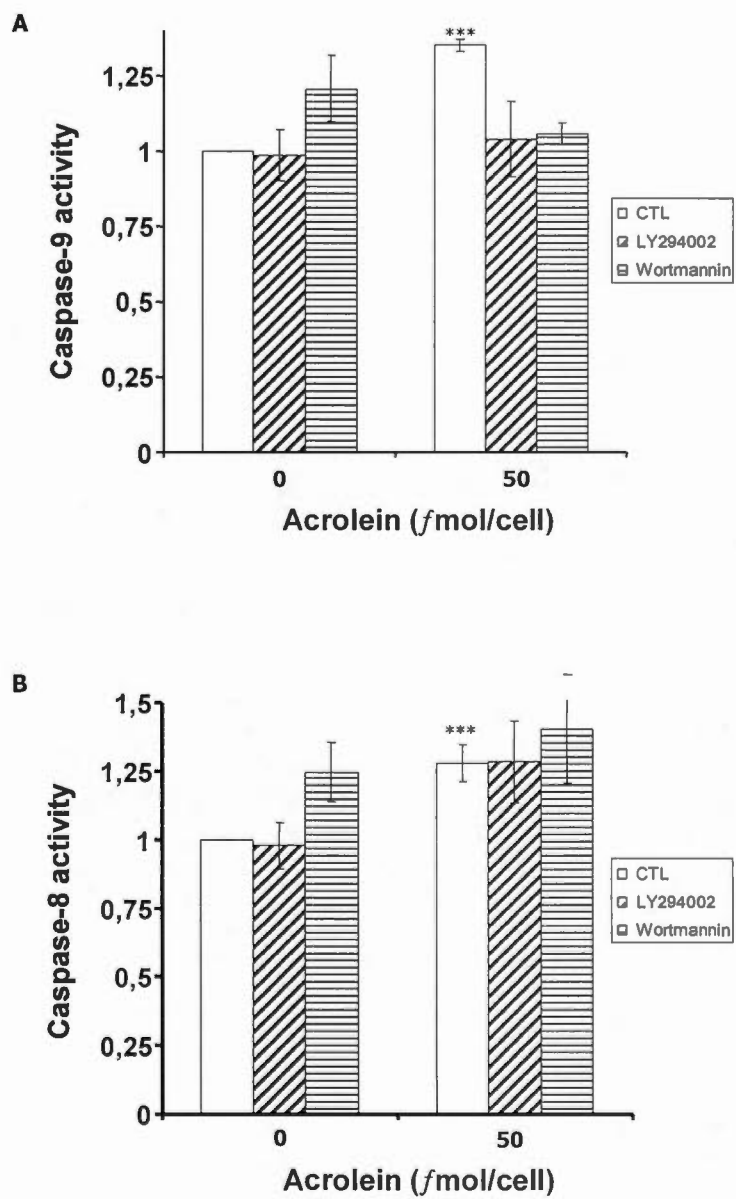 A
***
1,25
1
0,75
0,5
0,25
0
Caspase-9 activity
0
50
Acrolein (ƒmol/cell)
CTL
LY294002
Wortmannin
B
1,5
***
1,25
1
0,75
0,5
0,25
0
Caspase-8 activity
0
50
Acrolein (ƒmol/cell)
CTL
LY294002
Wortmannin